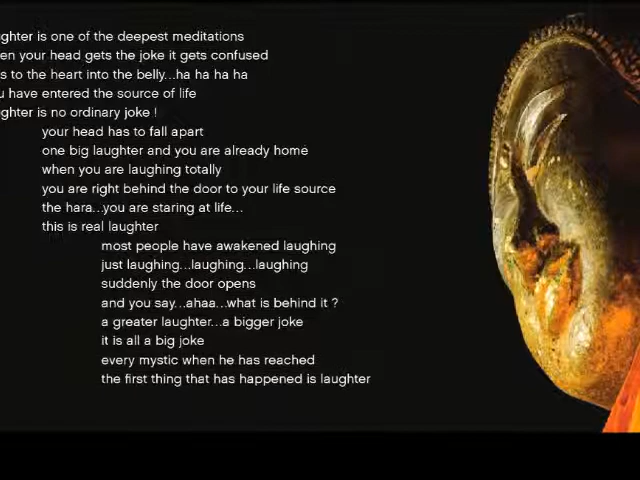 ghter is one of the deepest meditations
en your head gets the joke it gets confused
s to the heart into the belly...ha ha ha ha
u have entered the source of life
ghter is no ordinary joke !
your head has to fall apart
one big laughter and you are already home
when you are laughing totally
you are right behind the door to your life source
the hara...you are staring at life...
this is real laughter
most people have awakened laughing
just laughing...laughing...laughing
suddenly the door opens
and you say...ahaa...what is behind it ?
a greater laughter...a bigger joke
it is all a big joke
every mystic when he has reached
the first thing that has happened is laughter